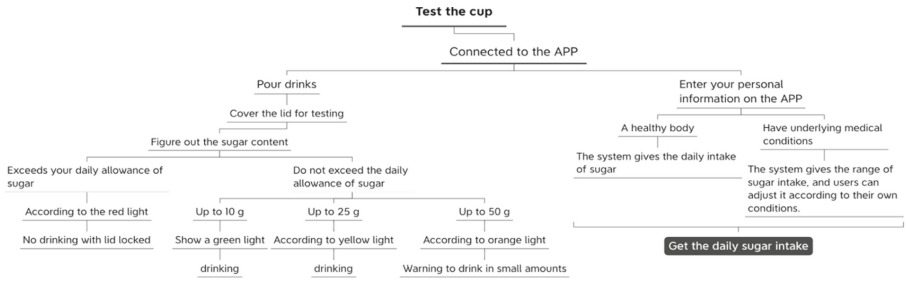 Test the cup
Connected to the APP
Pour drinks
Cover the lid for testing
Figure out the sugar content
Exceeds your daily allowance of
sugar
According to the red light
No drinking with lid locked
Do not exceed the daily
allowance of sugar
Up to 10 g
Show a green light
drinking
Up to 25 g
According to yellow light
drinking
Up to 50 g
According to orange light
Warning to drink in small amounts
Enter your personal
information on the APP
A healthy body
The system gives the daily intake
of sugar
Have underlying medical
conditions
The system gives the range of
sugar intake, and users can
adjust it according to their own
conditions.
Get the daily sugar intake